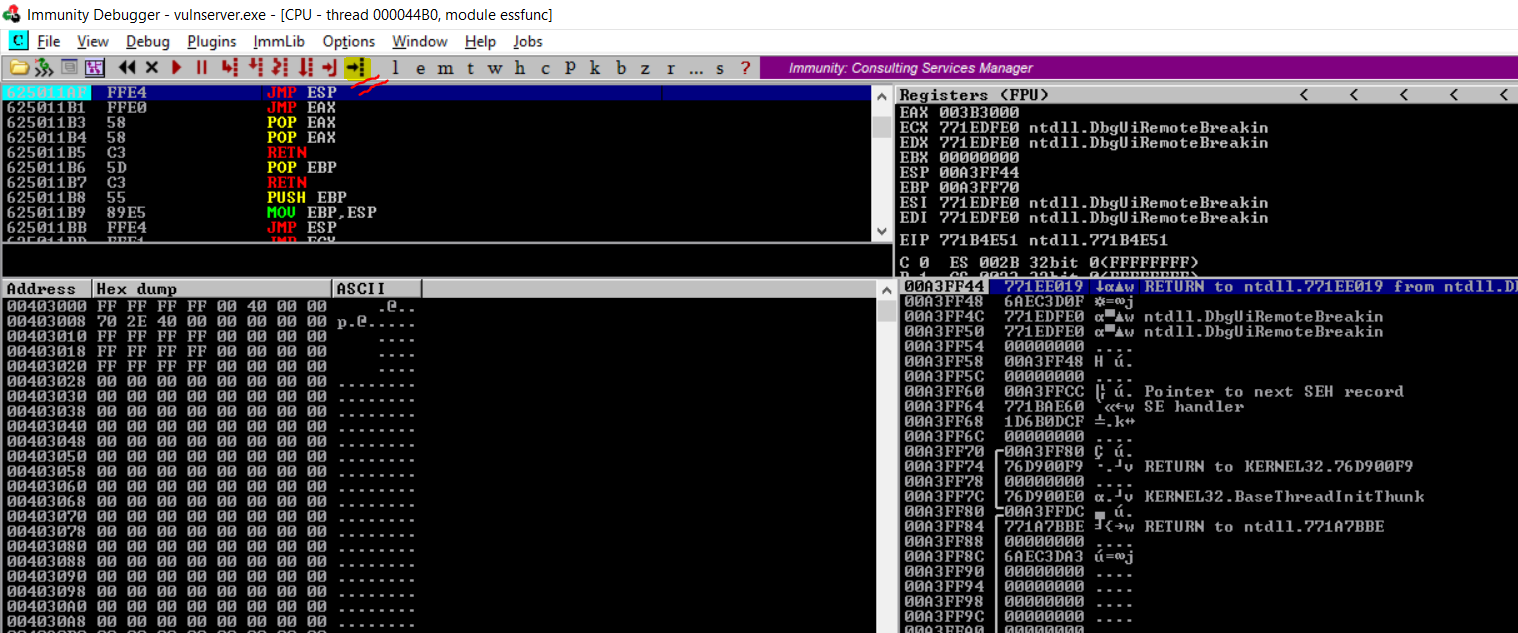 Immunity Debugger - vulnserver.exe - [CPU - thread 000044B0, module essfunc]
C File View Debug Plugins ImmLib Options Window Help Jobs
l e m t w h c P k b z r ... s ? Immunity: Consulting Services Manager
625011AF FFE4 JMP ESP
625011B1 FFE0 JMP EAX
625011B3 58 POP EAX
625011B4 58 POP EAX
625011B5 C3 RETN
625011B6 5D POP EBP
625011B7 C3 RETN
625011B8 55 PUSH EBP
625011B9 89E5 MOV EBP,ESP
625011BB FFE4 JMP ESP
Registers (FPU) < < < < <
EAX 003B3000
ECX 771EDFE0 ntdll.DbgUiRemoteBreakin
EDX 771EDFE0 ntdll.DbgUiRemoteBreakin
EBX 00000000
ESP 00A3FF44
EBP 00A3FF70
ESI 771EDFE0 ntdll.DbgUiRemoteBreakin
EDI 771EDFE0 ntdll.DbgUiRemoteBreakin
EIP 771B4E51 ntdll.771B4E51
C 0 ES 002B 32bit 0(FFFFFFFF)
Address Hex dump ASCII
00403000 FF FF FF FF 00 40 00 00 .@..
00403008 70 2E 40 00 00 00 00 00 p.@.....
00403010 FF FF FF FF 00 00 00 00 ....
00403018 FF FF FF FF 00 00 00 00 ....
00403020 FF FF FF FF 00 00 00 00 ....
00403028 00 00 00 00 00 00 00 00 ........
00403030 00 00 00 00 00 00 00 00 ........
00403038 00 00 00 00 00 00 00 00 ........
00403040 00 00 00 00 00 00 00 00 ........
00403048 00 00 00 00 00 00 00 00 ........
00403050 00 00 00 00 00 00 00 00 ........
00403058 00 00 00 00 00 00 00 00 ........
00403060 00 00 00 00 00 00 00 00 ........
00403068 00 00 00 00 00 00 00 00 ........
00403070 00 00 00 00 00 00 00 00 ........
00403078 00 00 00 00 00 00 00 00 ........
00403080 00 00 00 00 00 00 00 00 ........
00403088 00 00 00 00 00 00 00 00 ........
00403090 00 00 00 00 00 00 00 00 ........
00403098 00 00 00 00 00 00 00 00 ........
004030A0 00 00 00 00 00 00 00 00 ........
004030A8 00 00 00 00 00 00 00 00 ........
00A3FF44 771EE019 ↓α▲w RETURN to ntdll.771EE019 from ntdll.
00A3FF48 6AEC3D0F ☼=∞j
00A3FF4C 771EDFE0 α▀▲w ntdll.DbgUiRemoteBreakin
00A3FF50 771EDFE0 α▀▲w ntdll.DbgUiRemoteBreakin
00A3FF54 00000000 ....
00A3FF58 00A3FF48 H ú.
00A3FF5C 00000000 ....
00A3FF60 00A3FFCC ╠ ú. Pointer to next SEH record
00A3FF64 771BAE60 `«←w SE handler
00A3FF68 1D6B0DCF ╧.k↔
00A3FF6C 00000000 ....
00A3FF70 00A3FF80 Ç ú.
00A3FF74 76D900F9 ∙.┘v RETURN to KERNEL32.76D900F9
00A3FF78 00000000 ....
00A3FF7C 76D900E0 α.┘v KERNEL32.BaseThreadInitThunk
00A3FF80 00A3FFDC ▄ ú.
00A3FF84 771A7BBE ╛{→w RETURN to ntdll.771A7BBE
00A3FF88 00000000 ....
00A3FF8C 6AEC3DA3 ú=∞j
00A3FF90 00000000 ....
00A3FF94 00000000 ....
00A3FF98 00000000 ....
00A3FF9C 00000000 ....